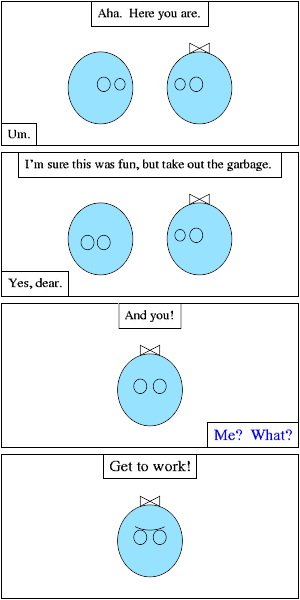 Aha. Here you are.
Um.
I'm sure this was fun, but take out the garbage.
Yes, dear.
And you!
Me? What?
Get to work!